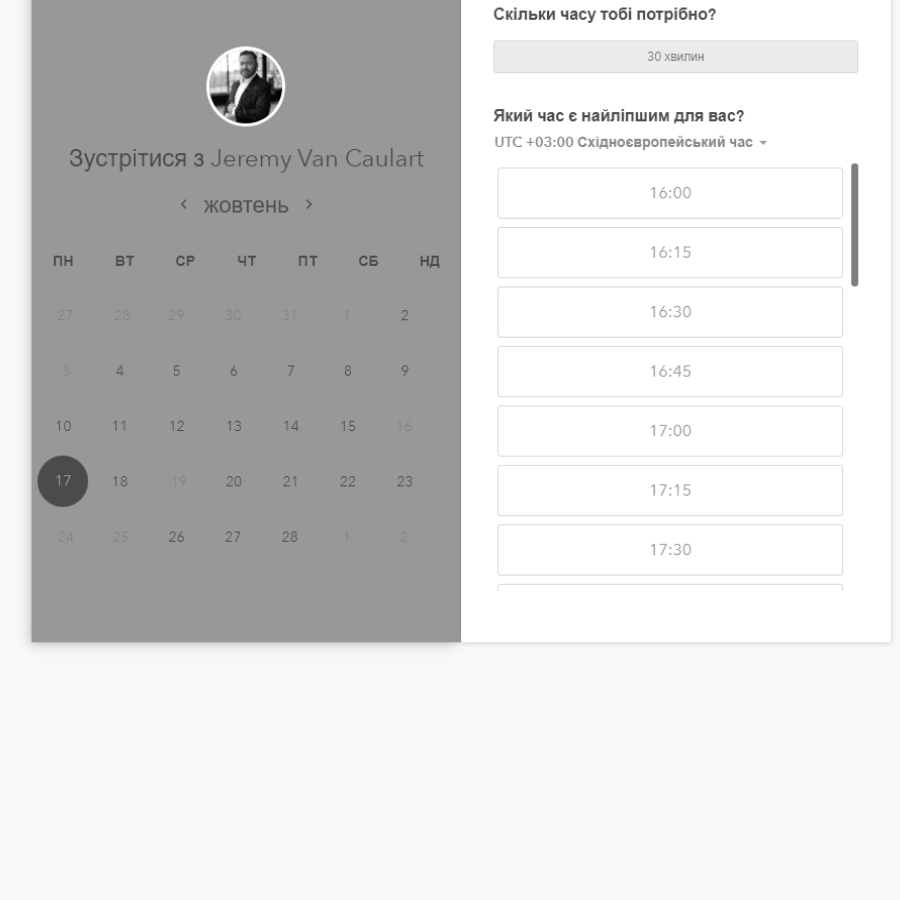 Зустрітися з Jeremy Van Caulart
жовтень
ПН ВТ СР ЧТ ПТ СБ НД
27 28 29 30 31 1 2
3 4 5 6 7 8 9
10 11 12 13 14 15 16
17 18 19 20 21 22 23
24 25 26 27 28 1 2
Скільки часу тобі потрібно?
30 хвилин
Який час є найліпшим для вас?
UTC +03:00 Східноєвропейський час
16:00
16:15
16:30
16:45
17:00
17:15
17:30